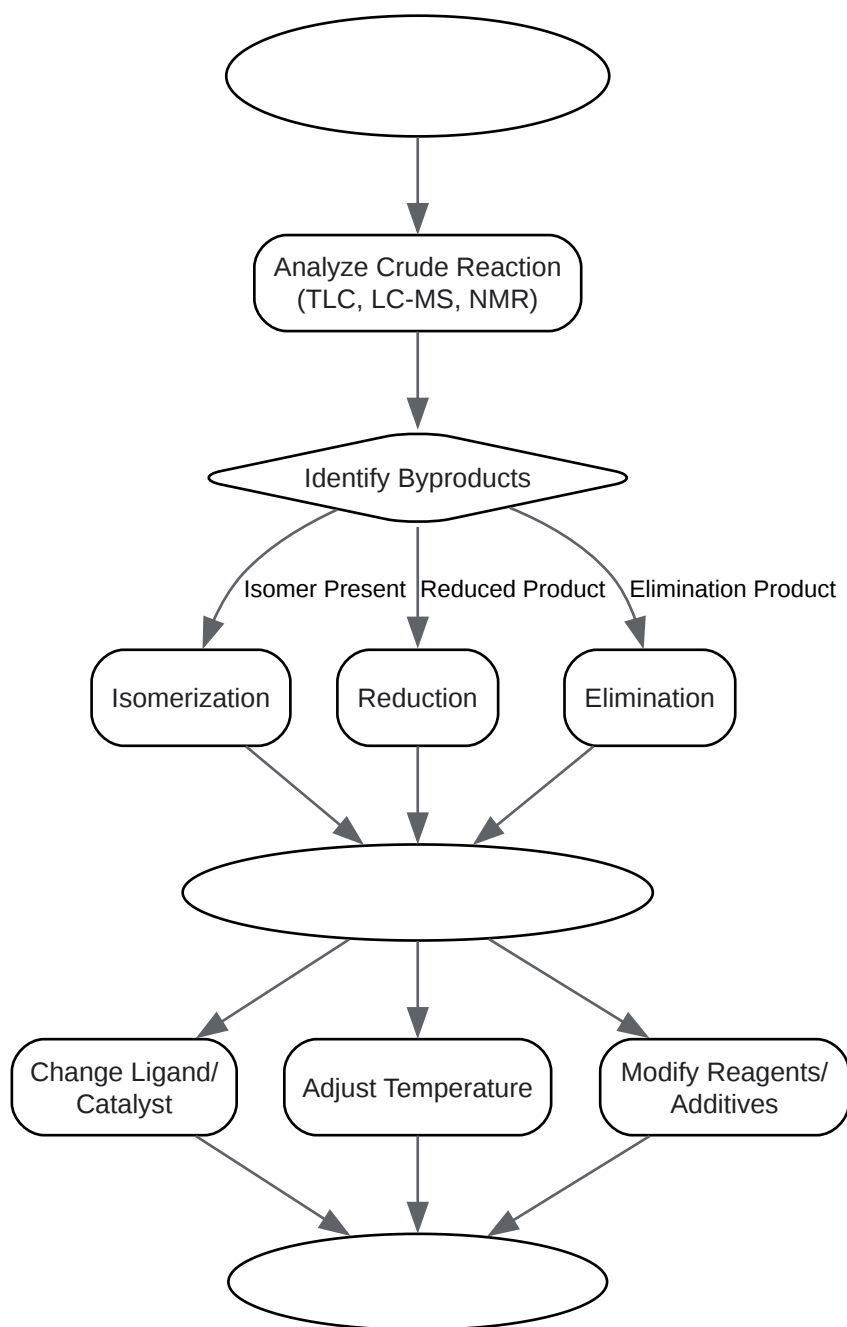 Analyze Crude Reaction
(TLC, LC-MS, NMR)
Identify Byproducts
Isomer Present
Reduced Product
Elimination Product
Isomerization
Reduction
Elimination
Change Ligand/
Catalyst
Adjust Temperature
Modify Reagents/
Additives